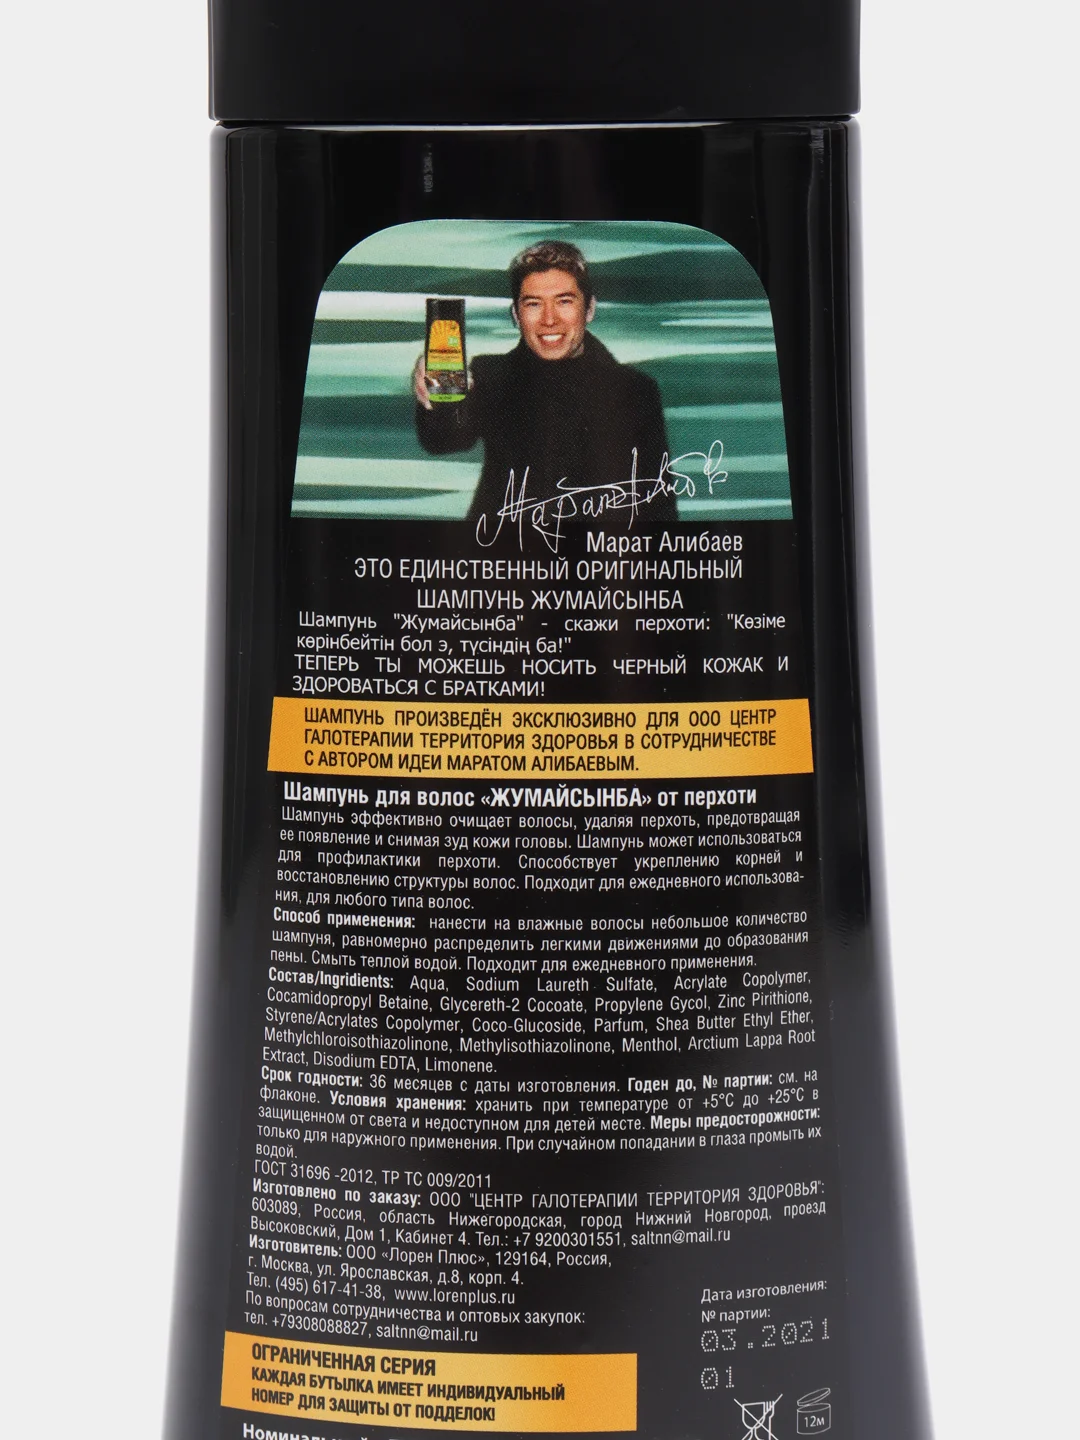 Марат Алибаев
Марат Алибаев
ЭТО ЕДИНСТВЕННЫЙ ОРИГИНАЛЬНЫЙ
ШАМПУНЬ ЖУМАЙСЫНБА
Шампунь "Жумайсынба" - скажи перхоти: "Көзіме
көрінбейтін бол э, түсіндің ба!"
ТЕПЕРЬ ТЫ МОЖЕШЬ НОСИТЬ ЧЕРНЫЙ КОЖАК И
ЗДОРОВАТЬСЯ С БРАТКАМИ!
ШАМПУНЬ ПРОИЗВЕДЁН ЭКСКЛЮЗИВНО ДЛЯ ООО ЦЕНТР
ГАЛОТЕРАПИИ ТЕРРИТОРИЯ ЗДОРОВЬЯ В СОТРУДНИЧЕСТВЕ
С АВТОРОМ ИДЕИ МАРАТОМ АЛИБАЕВЫМ.
Шампунь для волос «ЖУМАЙСЫНБА» от перхоти
Шампунь эффективно очищает волосы, удаляя перхоть, предотвращая
ее появление и снимая зуд кожи головы. Шампунь может использоваться
для профилактики перхоти. Способствует укреплению корней и
восстановлению структуры волос. Подходит для ежедневного использова-
ния, для любого типа волос.
Способ применения: нанести на влажные волосы небольшое количество
шампуня, равномерно распределить легкими движениями до образования
пены. Смыть теплой водой. Подходит для ежедневного применения.
Состав/Ingridients: Aqua, Sodium Laureth Sulfate, Acrylate Copolymer,
Cocamidopropyl Betaine, Glycereth-2 Cocoate, Propylene Gycol, Zinc Pirithione,
Styrene/Acrylates Copolymer, Coco-Glucoside, Parfum, Shea Butter Ethyl Ether,
Methylchloroisothiazolinone, Methylisothiazolinone, Menthol, Arctium Lappa Root
Extract, Disodium EDTA, Limonene.
Срок годности: 36 месяцев с даты изготовления. Годен до, № партии: см. на
флаконе. Условия хранения: хранить при температуре от +5°С до +25°С в
защищенном от света и недоступном для детей месте. Меры предосторожности:
только для наружного применения. При случайном попадании в глаза промыть их
водой.
ГОСТ 31696 -2012, ТР ТС 009/2011
Изготовлено по заказу: ООО "ЦЕНТР ГАЛОТЕРАПИИ ТЕРРИТОРИЯ ЗДОРОВЬЯ":
603089, Россия, область Нижегородская, город Нижний Новгород, проезд
Высоковский, Дом 1, Кабинет 4. Тел.: +7 9200301551, saltnn@mail.ru
Изготовитель: ООО «Лорен Плюс», 129164, Россия,
г. Москва, ул. Ярославская, д.8, корп. 4.
Тел. (495) 617-41-38, www.lorenplus.ru
По вопросам сотрудничества и оптовых закупок:
тел. +79308088827, saltnn@mail.ru
Дата изготовления:
№ партии:
03.2021
01
ОГРАНИЧЕННАЯ СЕРИЯ
КАЖДАЯ БУТЫЛКА ИМЕЕТ ИНДИВИДУАЛЬНЫЙ
НОМЕР ДЛЯ ЗАЩИТЫ ОТ ПОДДЕЛОК!
12м